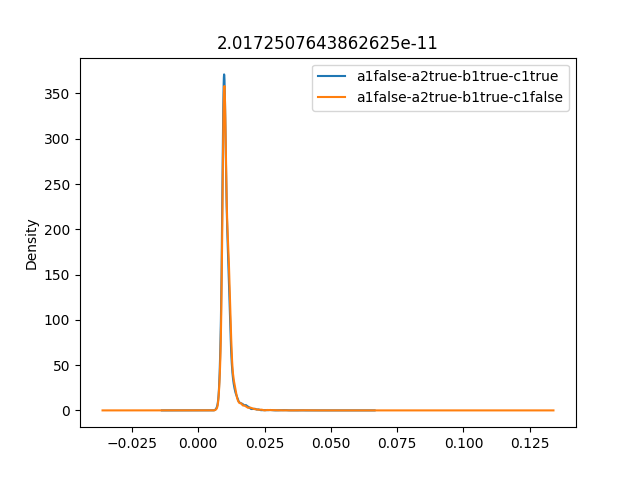 2.0172507643862625e-11
a1false-a2true-b1true-c1true
a1false-a2true-b1true-c1false
Density
350
300
250
200
150
100
50
0
−0.025 0.000 0.025 0.050 0.075 0.100 0.125